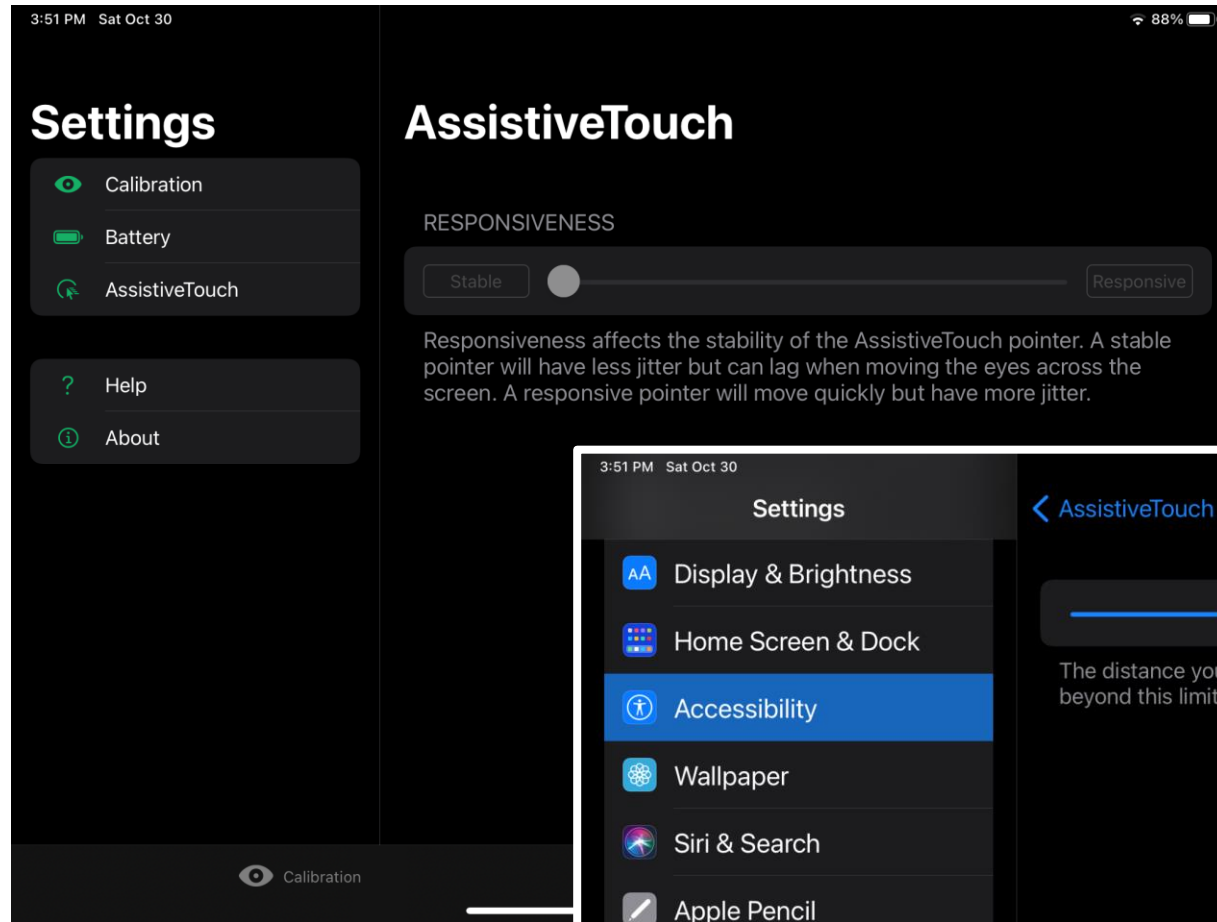 3:51 PM Sat Oct 30
88%
Settings
Calibration
Battery
AssistiveTouch
Help
About
AssistiveTouch
RESPONSIVENESS
Stable
Responsive
Responsiveness affects the stability of the AssistiveTouch pointer. A stable
pointer will have less jitter but can lag when moving the eyes across the
screen. A responsive pointer will move quickly but have more jitter.
Calibration
3:51 PM Sat Oct 30
Settings
AA Display & Brightness
Home Screen & Dock
Accessibility
Wallpaper
Siri & Search
Apple Pencil
AssistiveTouch
The distance you
beyond this limit